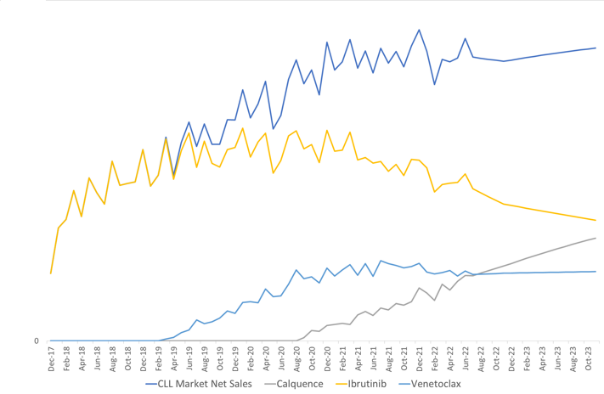 0
Dec-17 Feb-18 Apr-18 Jun-18 Aug-18 Oct-18 Dec-18 Feb-19 Apr-19 Jun-19 Aug-19 Oct-19 Dec-19 Feb-20 Apr-20 Jun-20 Aug-20 Oct-20 Dec-20 Feb-21 Apr-21 Jun-21 Aug-21 Oct-21 Dec-21 Feb-22 Apr-22 Jun-22 Aug-22 Oct-22 Dec-22 Feb-23 Apr-23 Jun-23 Aug-23 Oct-23
CLL Market Net Sales Calquence Ibrutinib Venetoclax